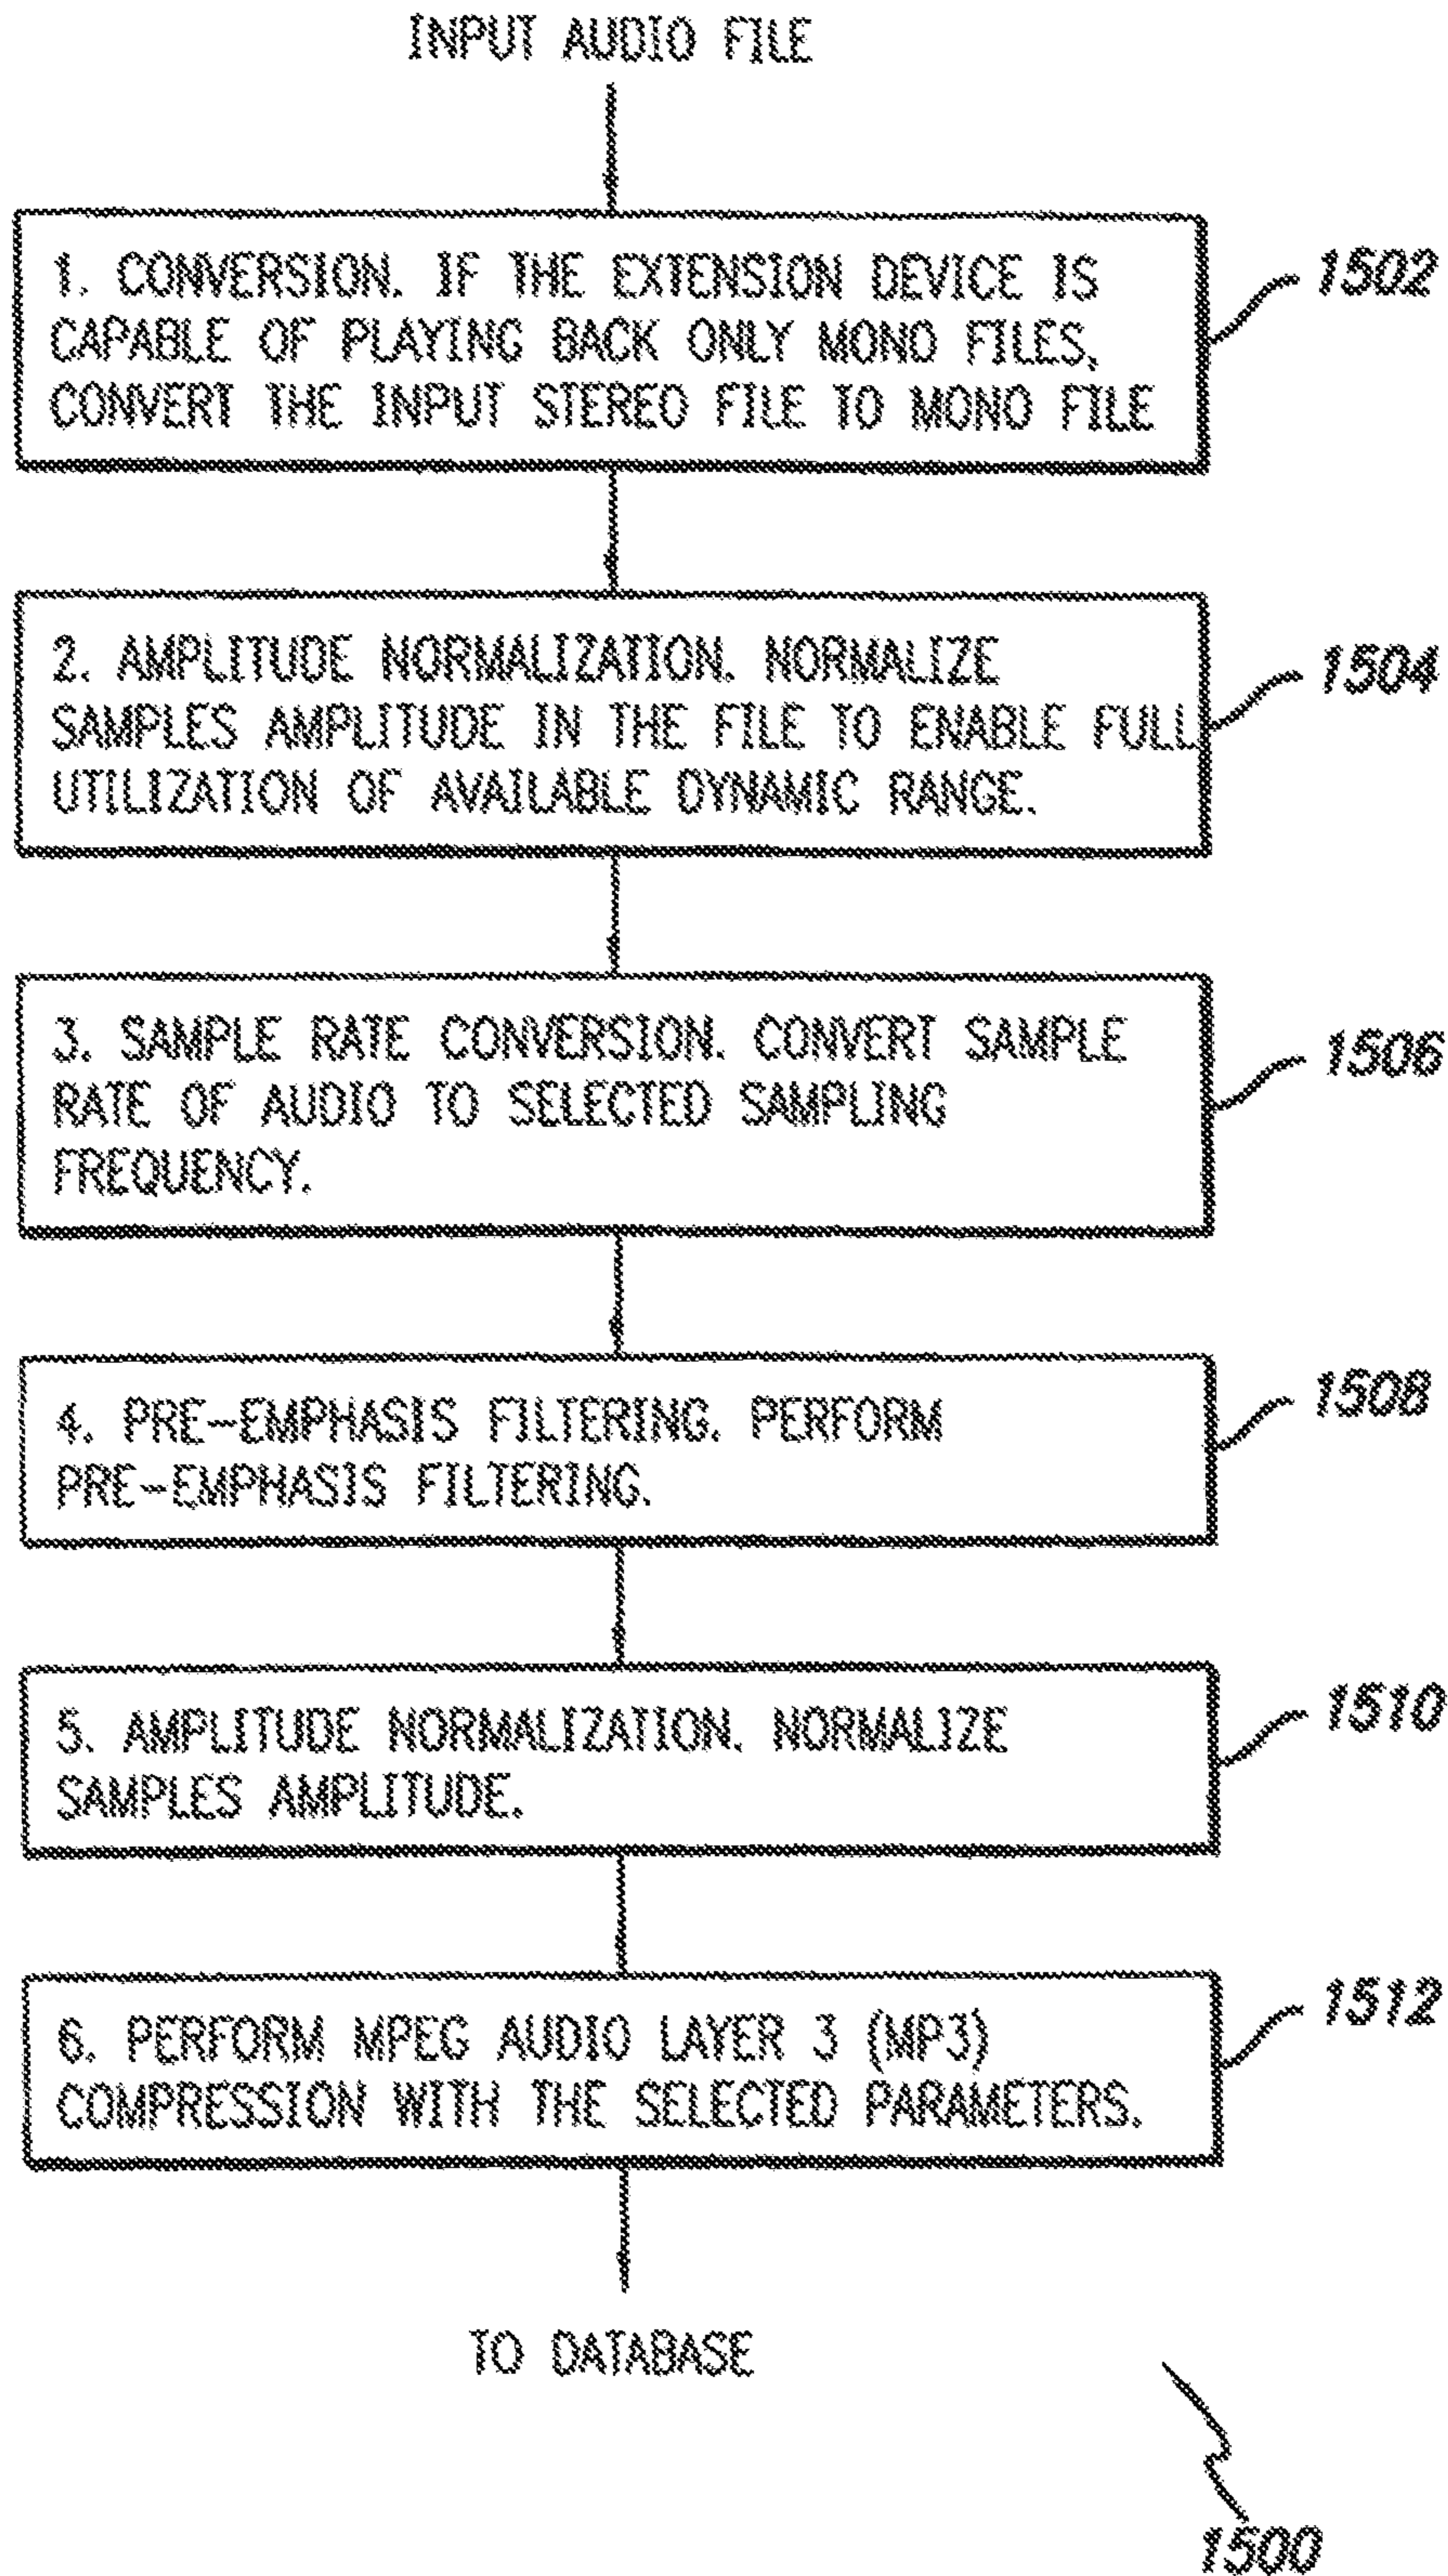 INPUT AUDIO FILE
1. CONVERSION. IF THE EXTENSION DEVICE IS
CAPABLE OF PLAYING BACK ONLY MONO FILES,
CONVERT THE INPUT STEREO FILE TO MONO FILE
1502
2. AMPLITUDE NORMALIZATION. NORMALIZE
SAMPLES AMPLITUDE IN THE FILE TO ENABLE FULL
UTILIZATION OF AVAILABLE DYNAMIC RANGE.
1504
3. SAMPLE RATE CONVERSION. CONVERT SAMPLE
RATE OF AUDIO TO SELECTED SAMPLING
FREQUENCY.
1506
4. PRE-EMPHASIS FILTERING. PERFORM
PRE-EMPHASIS FILTERING.
1508
5. AMPLITUDE NORMALIZATION. NORMALIZE
SAMPLES AMPLITUDE.
1510
6. PERFORM MPEG AUDIO LAYER 3 (MP3)
COMPRESSION WITH THE SELECTED PARAMETERS.
1512
TO DATABASE
1500